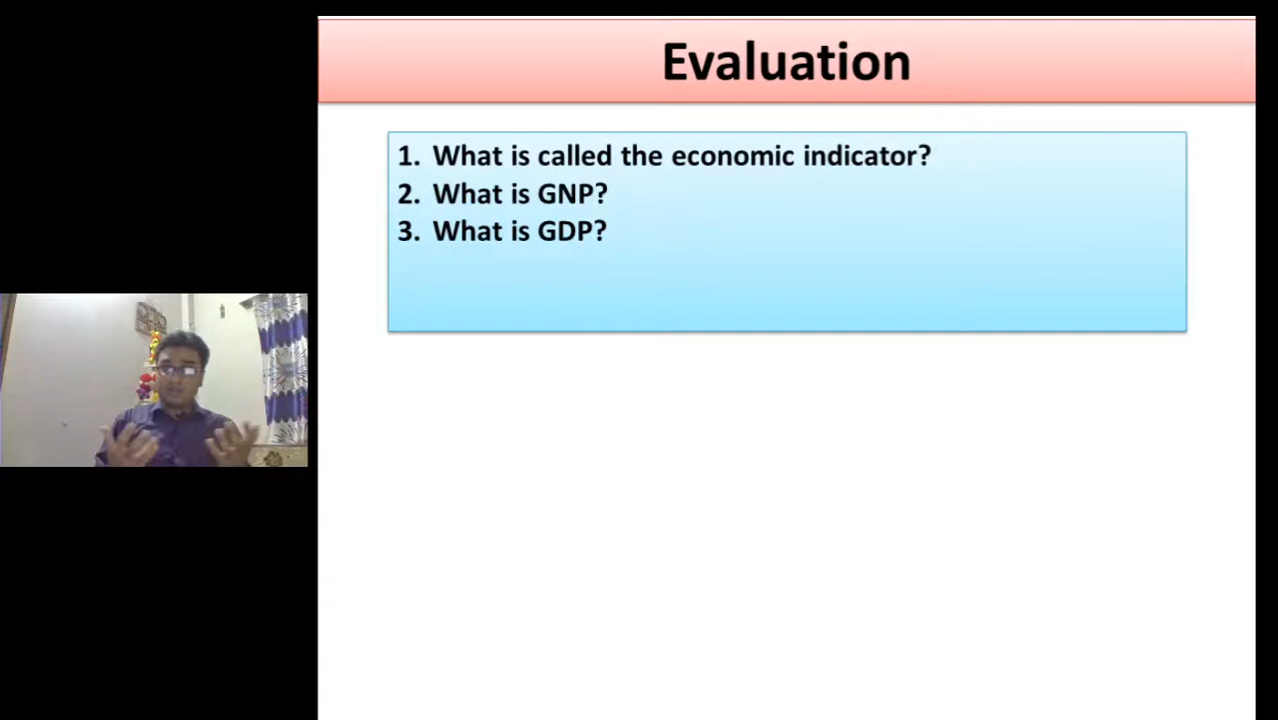 Evaluation
1. What is called the economic indicator?
2. What is GNP?
3. What is GDP?